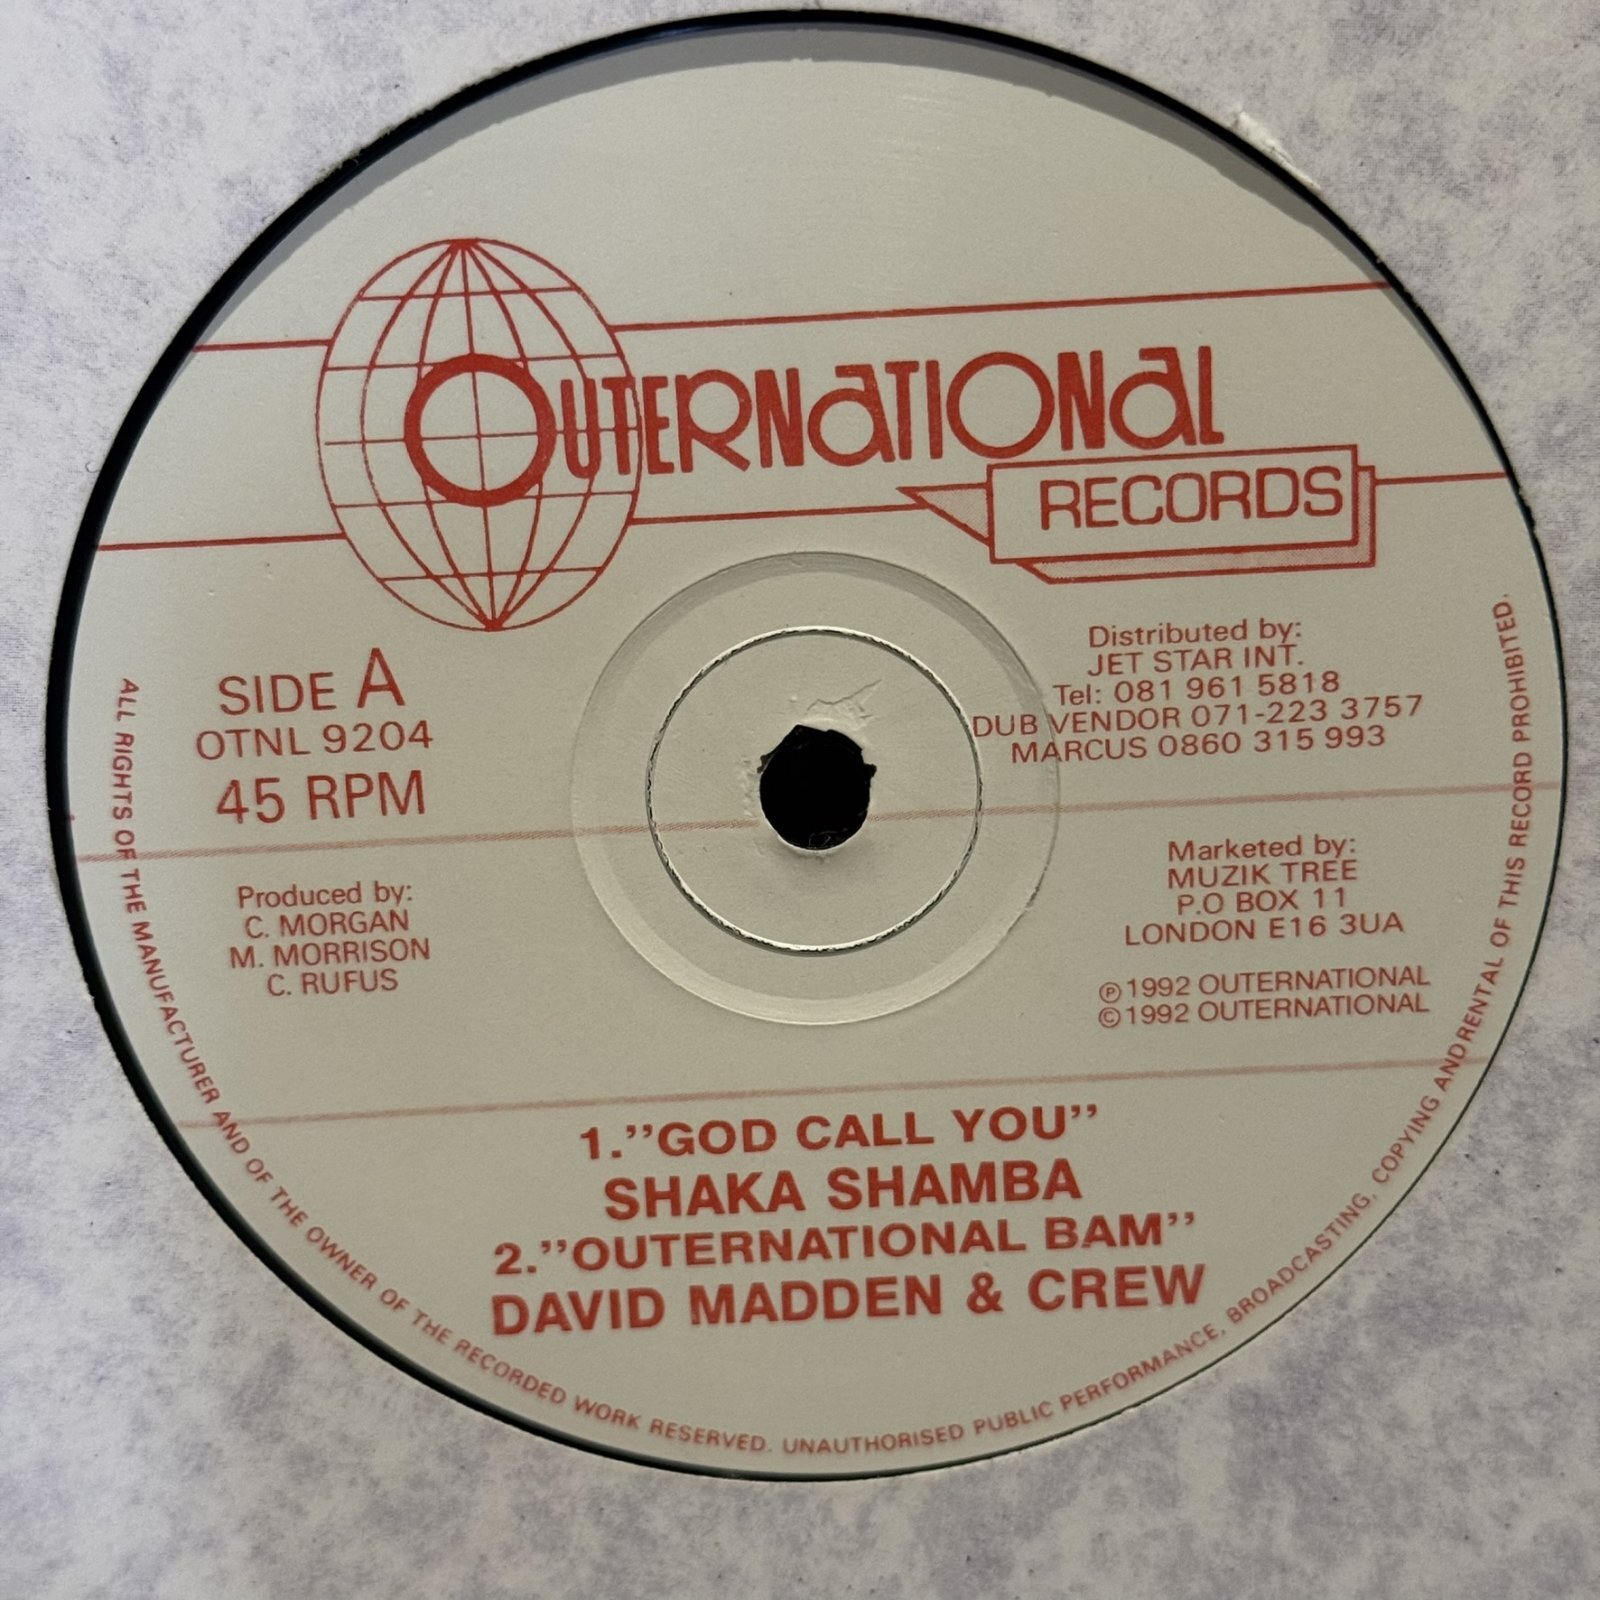 OUTERNATIONAL
RECORDS
SIDE A
OTNL 9204
45 RPM
Produced by:
C. MORGAN
M. MORRISON
C. RUFUS
Distributed by:
JET STAR INT.
Tel: 081 961 5818
DUB VENDOR 071-223 3757
MARCUS 0860 315 993
Marketed by:
MUZIK TREE
P.O BOX 11
LONDON E16 3UA
℗ 1992 OUTERNATIONAL
© 1992 OUTERNATIONAL
1.''GOD CALL YOU''
SHAKA SHAMBA
2.''OUTERNATIONAL BAM''
DAVID MADDEN & CREW
ALL RIGHTS OF THE MANUFACTURER AND OF THE OWNER OF THE RECORDED WORK RESERVED. UNAUTHORISED PUBLIC PERFORMANCE, BROADCASTING, COPYING AND RENTAL OF THIS RECORD PROHIBITED.